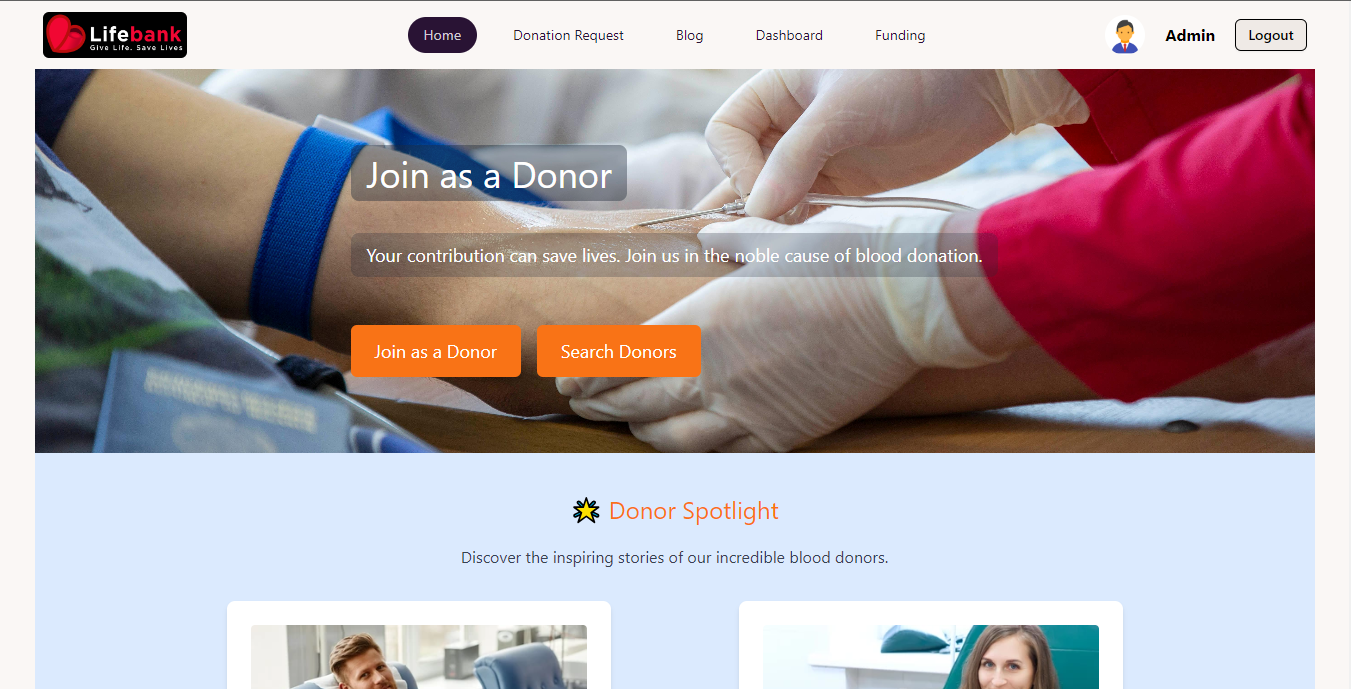 Lifebank
Give Life. Save Lives
Home
Donation Request
Blog
Dashboard
Funding
Admin
Logout
Join as a Donor
Your contribution can save lives. Join us in the noble cause of blood donation.
Join as a Donor
Search Donors
Donor Spotlight
Discover the inspiring stories of our incredible blood donors.